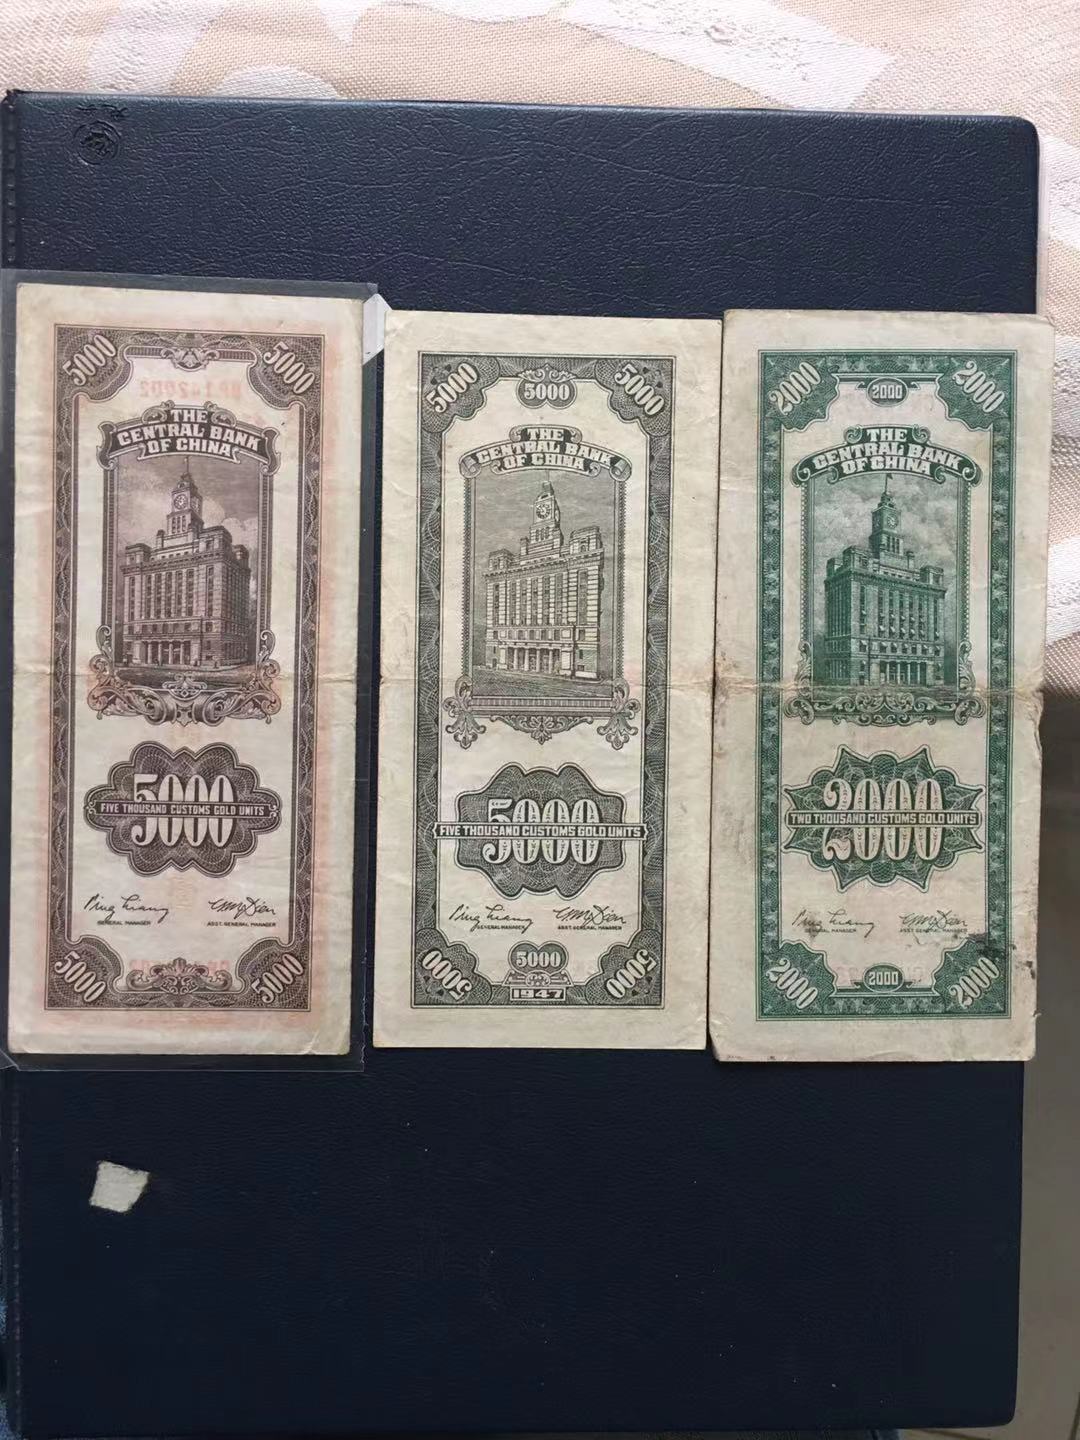 5000
5000
THE
CENTRAL BANK
OF CHINA
5000
FIVE THOUSAND CUSTOMS GOLD UNITS
GENERAL MANAGER
ASST. GENERAL MANAGER
5000
5000
5000
5000
5000
THE
CENTRAL BANK
OF CHINA
5000
FIVE THOUSAND CUSTOMS GOLD UNITS
GENERAL MANAGER
ASST. GENERAL MANAGER
5000
5000
5000
1947
2000
2000
2000
THE
CENTRAL BANK
OF CHINA
2000
TWO THOUSAND CUSTOMS GOLD UNITS
GENERAL MANAGER
ASST. GENERAL MANAGER
2000
2000
2000